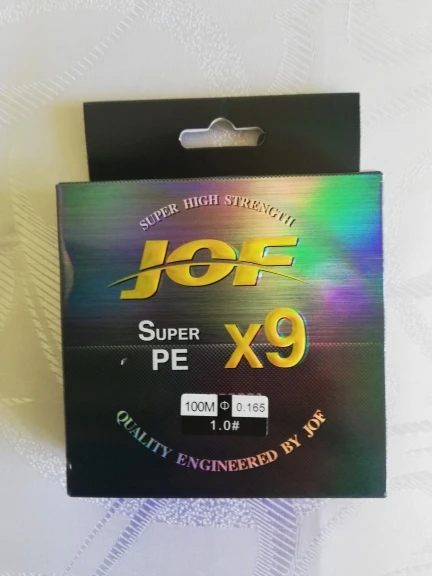 SUPER HIGH STRENGTH
JOF
SUPER
PE
X9
100M Φ 0.165
1.0#
QUALITY ENGINEERED BY JOF